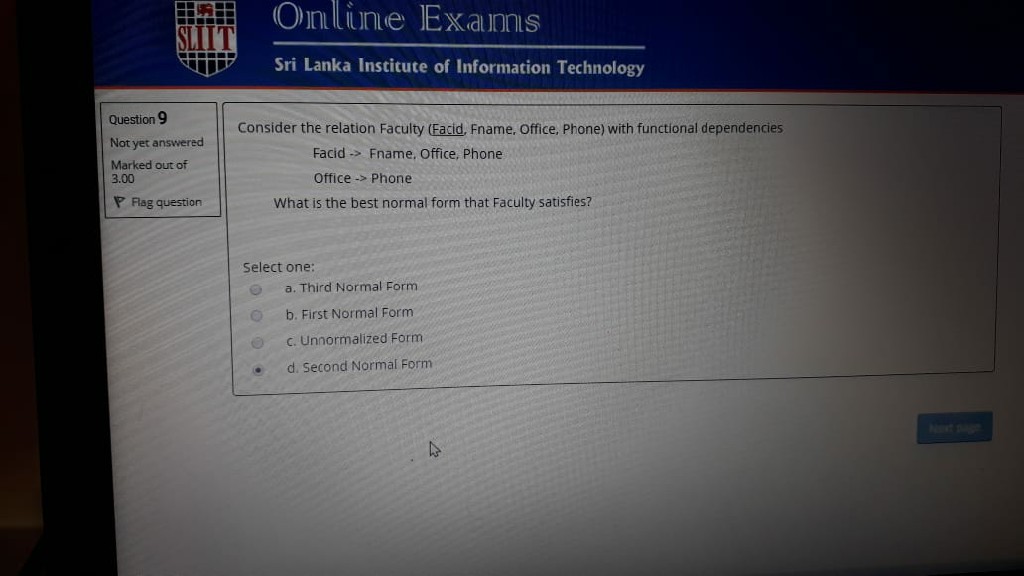 SLIIT
Online Exams
Sri Lanka Institute of Information Technology
Question 9
Not yet answered
Marked out of
3.00
Flag question
Consider the relation Faculty (Facid, Fname, Office, Phone) with functional dependencies
Facid -> Fname, Office, Phone
Office -> Phone
What is the best normal form that Faculty satisfies?
Select one:
a. Third Normal Form
b. First Normal Form
c. Unnormalized Form
d. Second Normal Form
Next page